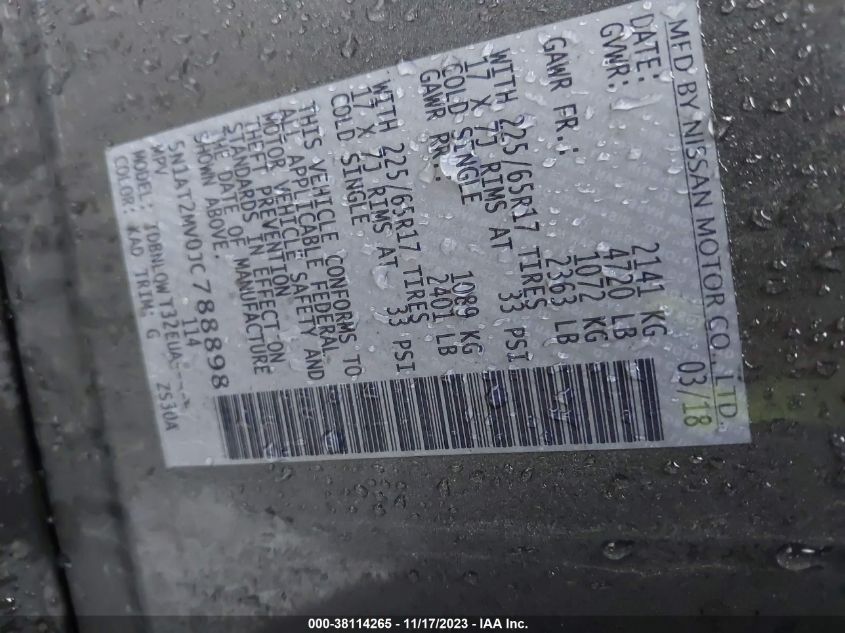 MFD BY NISSAN MOTOR CO., LTD.
DATE: 03/18
GVWR: 2141 KG
4720 LB
GAWR FR.: 1072 KG
2363 LB
WITH 225/65R17 TIRES
17 X 7J RIMS AT 33 PSI
COLD SINGLE
GAWR RR.: 1089 KG
2401 LB
WITH 225/65R17 TIRES
17 X 7J RIMS AT 33 PSI
COLD SINGLE
THIS VEHICLE CONFORMS TO
ALL APPLICABLE FEDERAL
MOTOR VEHICLE SAFETY AND
THEFT PREVENTION
STANDARDS IN EFFECT ON
THE DATE OF MANUFACTURE
SHOWN ABOVE.
5N1AT2MV0JC788898
MPV 114
MODEL: TDBNLOW T32EUA
COLOR: KAD TRIM: G ZS30A
000-38114265 - 11/17/2023 - IAA Inc.